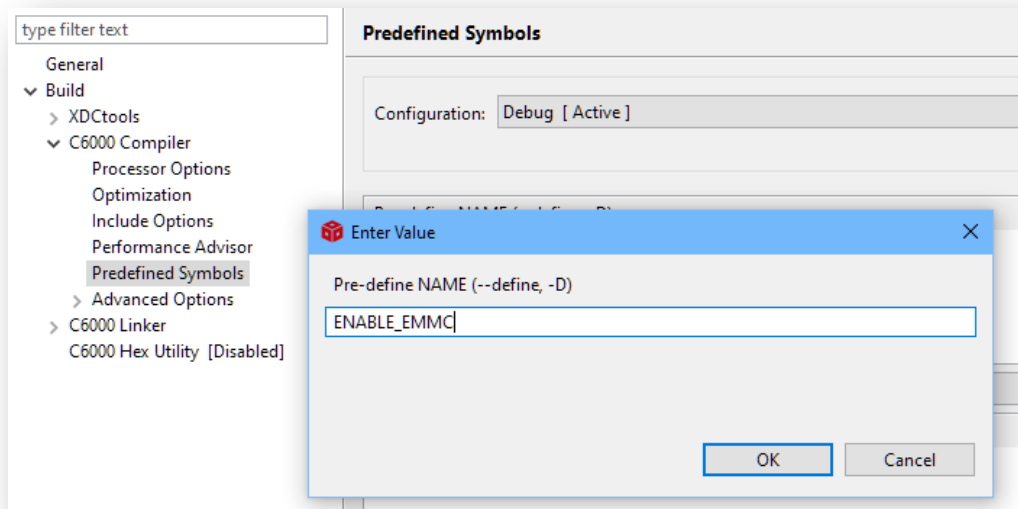 type filter text
General
Build
XDCtools
C6000 Compiler
Processor Options
Optimization
Include Options
Performance Advisor
Predefined Symbols
Advanced Options
C6000 Linker
C6000 Hex Utility [Disabled]
Predefined Symbols
Configuration: Debug [ Active ]
Enter Value
Pre-define NAME (--define, -D)
ENABLE_EMMC
OK Cancel